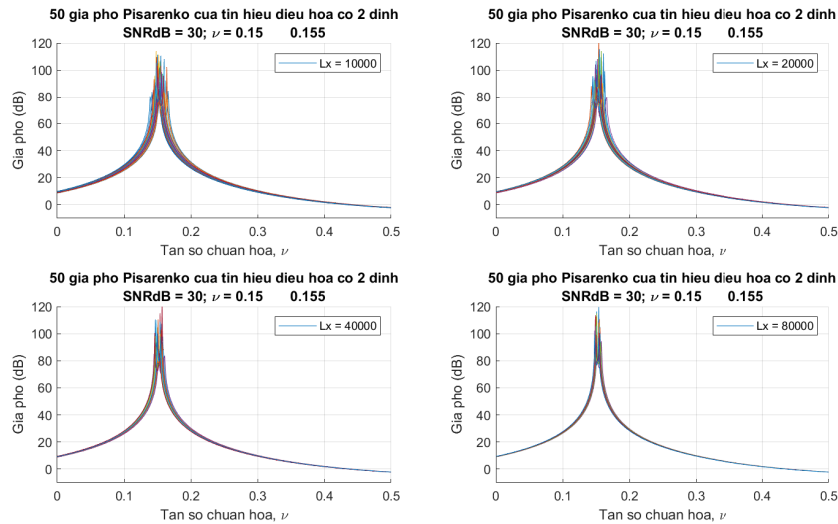 50 gia pho Pisarenko cua tin hieu dieu hoa co 2 dinh
SNRdB = 30; ν = 0.15 0.155
120
100
80
60
40
20
0
Gia pho (dB)
Lx = 10000
0 0.1 0.2 0.3 0.4 0.5
Tan so chuan hoa, ν
50 gia pho Pisarenko cua tin hieu dieu hoa co 2 dinh
SNRdB = 30; ν = 0.15 0.155
120
100
80
60
40
20
0
Gia pho (dB)
Lx = 20000
0 0.1 0.2 0.3 0.4 0.5
Tan so chuan hoa, ν
50 gia pho Pisarenko cua tin hieu dieu hoa co 2 dinh
SNRdB = 30; ν = 0.15 0.155
120
100
80
60
40
20
0
Gia pho (dB)
Lx = 40000
0 0.1 0.2 0.3 0.4 0.5
Tan so chuan hoa, ν
50 gia pho Pisarenko cua tin hieu dieu hoa co 2 dinh
SNRdB = 30; ν = 0.15 0.155
120
100
80
60
40
20
0
Gia pho (dB)
Lx = 80000
0 0.1 0.2 0.3 0.4 0.5
Tan so chuan hoa, ν